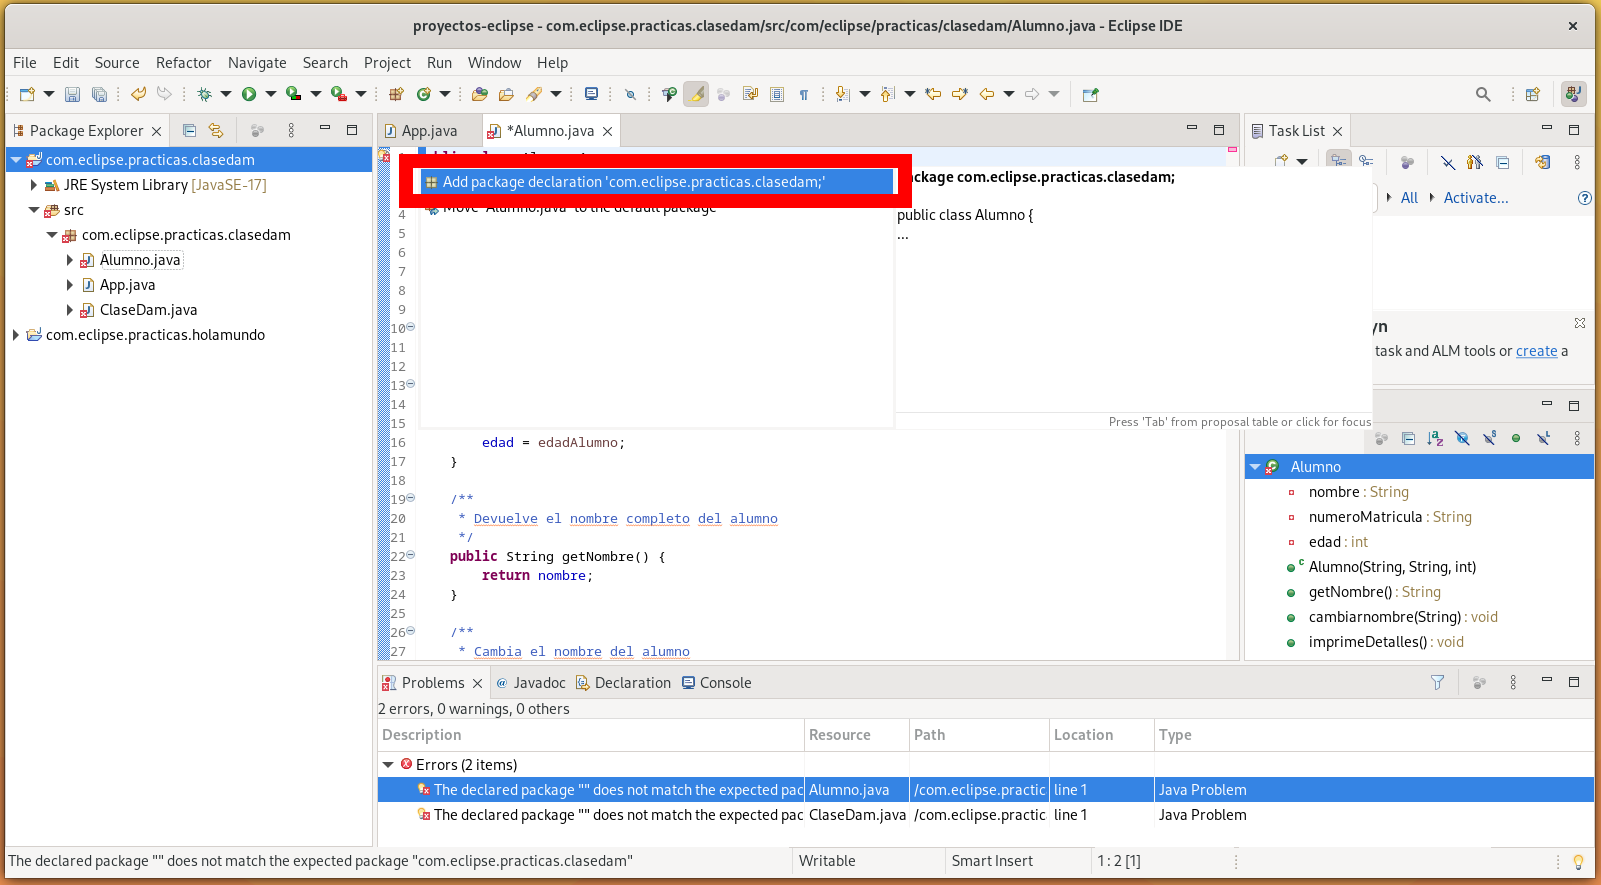 proyectos-eclipse - com.eclipse.practicas.clasedam/src/com/eclipse/practicas/clasedam/Alumno.java - Eclipse IDE
File Edit Source Refactor Navigate Search Project Run Window Help
Package Explorer
com.eclipse.practicas.clasedam
JRE System Library [JavaSE-17]
src
com.eclipse.practicas.clasedam
Alumno.java
App.java
ClaseDam.java
com.eclipse.practicas.holamundo
App.java *Alumno.java
Add package declaration 'com.eclipse.practicas.clasedam;'
Move 'Alumno.java' to the default package
ackage com.eclipse.practicas.clasedam;
public class Alumno {
...
Press 'Tab' from proposal table or click for focus
4
5
6
7
8
9
10
11
12
13
14
15
16 edad = edadAlumno;
17 }
18
19 /**
20 * Devuelve el nombre completo del alumno
21 */
22 public String getNombre() {
23 return nombre;
24 }
25
26 /**
27 * Cambia el nombre del alumno
Task List
All Activate...
yn
task and ALM tools or create a
Alumno
nombre : String
numeroMatricula : String
edad : int
Alumno(String, String, int)
getNombre() : String
cambiarnombre(String) : void
imprimeDetalles() : void
Problems Javadoc Declaration Console
2 errors, 0 warnings, 0 others
Description Resource Path Location Type
Errors (2 items)
The declared package "" does not match the expected pac Alumno.java /com.eclipse.practic line 1 Java Problem
The declared package "" does not match the expected pac ClaseDam.java /com.eclipse.practic line 1 Java Problem
The declared package "" does not match the expected package "com.eclipse.practicas.clasedam" Writable Smart Insert 1 : 2 [1]